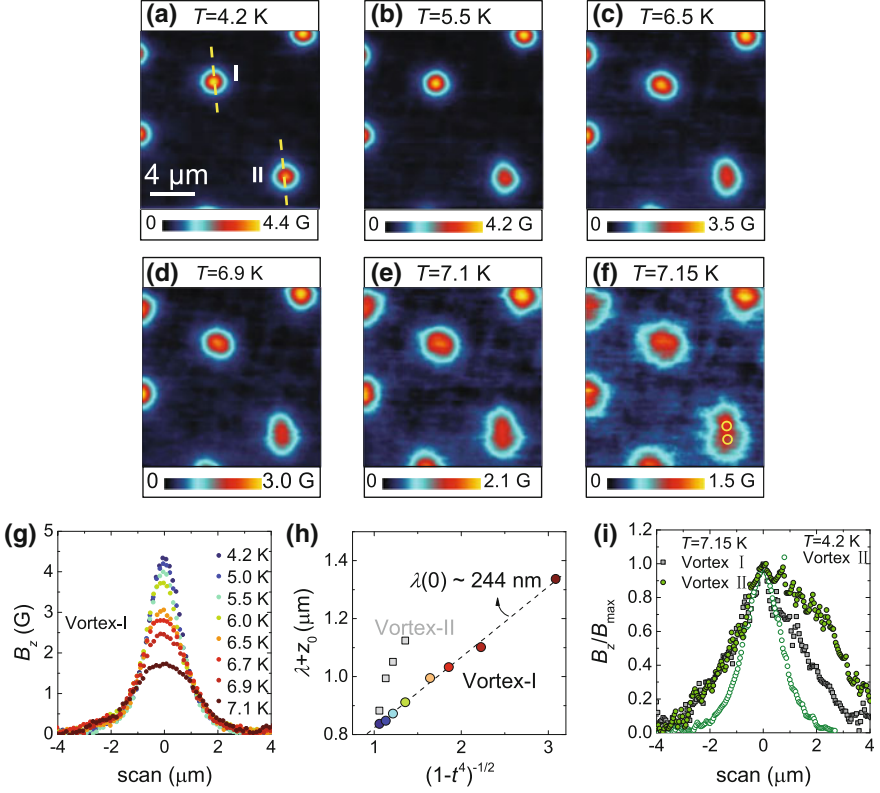 (a) T=4.2 K
(b) T=5.5 K
(c) T=6.5 K
I
II
4 μm
0 4.4 G
0 4.2 G
0 3.5 G
(d) T=6.9 K
(e) T=7.1 K
(f) T=7.15 K
0 3.0 G
0 2.1 G
0 1.5 G
(g)
5
4
3
2
1
0
B_z (G)
Vortex-I
4.2 K
5.0 K
5.5 K
6.0 K
6.5 K
6.7 K
6.9 K
7.1 K
-4 -2 0 2 4
scan (μm)
(h)
1.4
1.2
1.0
0.8
λ+z₀ (μm)
λ(0) ~ 244 nm
Vortex-II
Vortex-I
1 2 3
(1-t⁴)⁻¹/²
(i)
1.2
1.0
0.8
0.6
0.4
0.2
0
B_z/B_max
T=7.15 K
Vortex I
Vortex II
T=4.2 K
Vortex II
-4 -2 0 2 4
scan (μm)